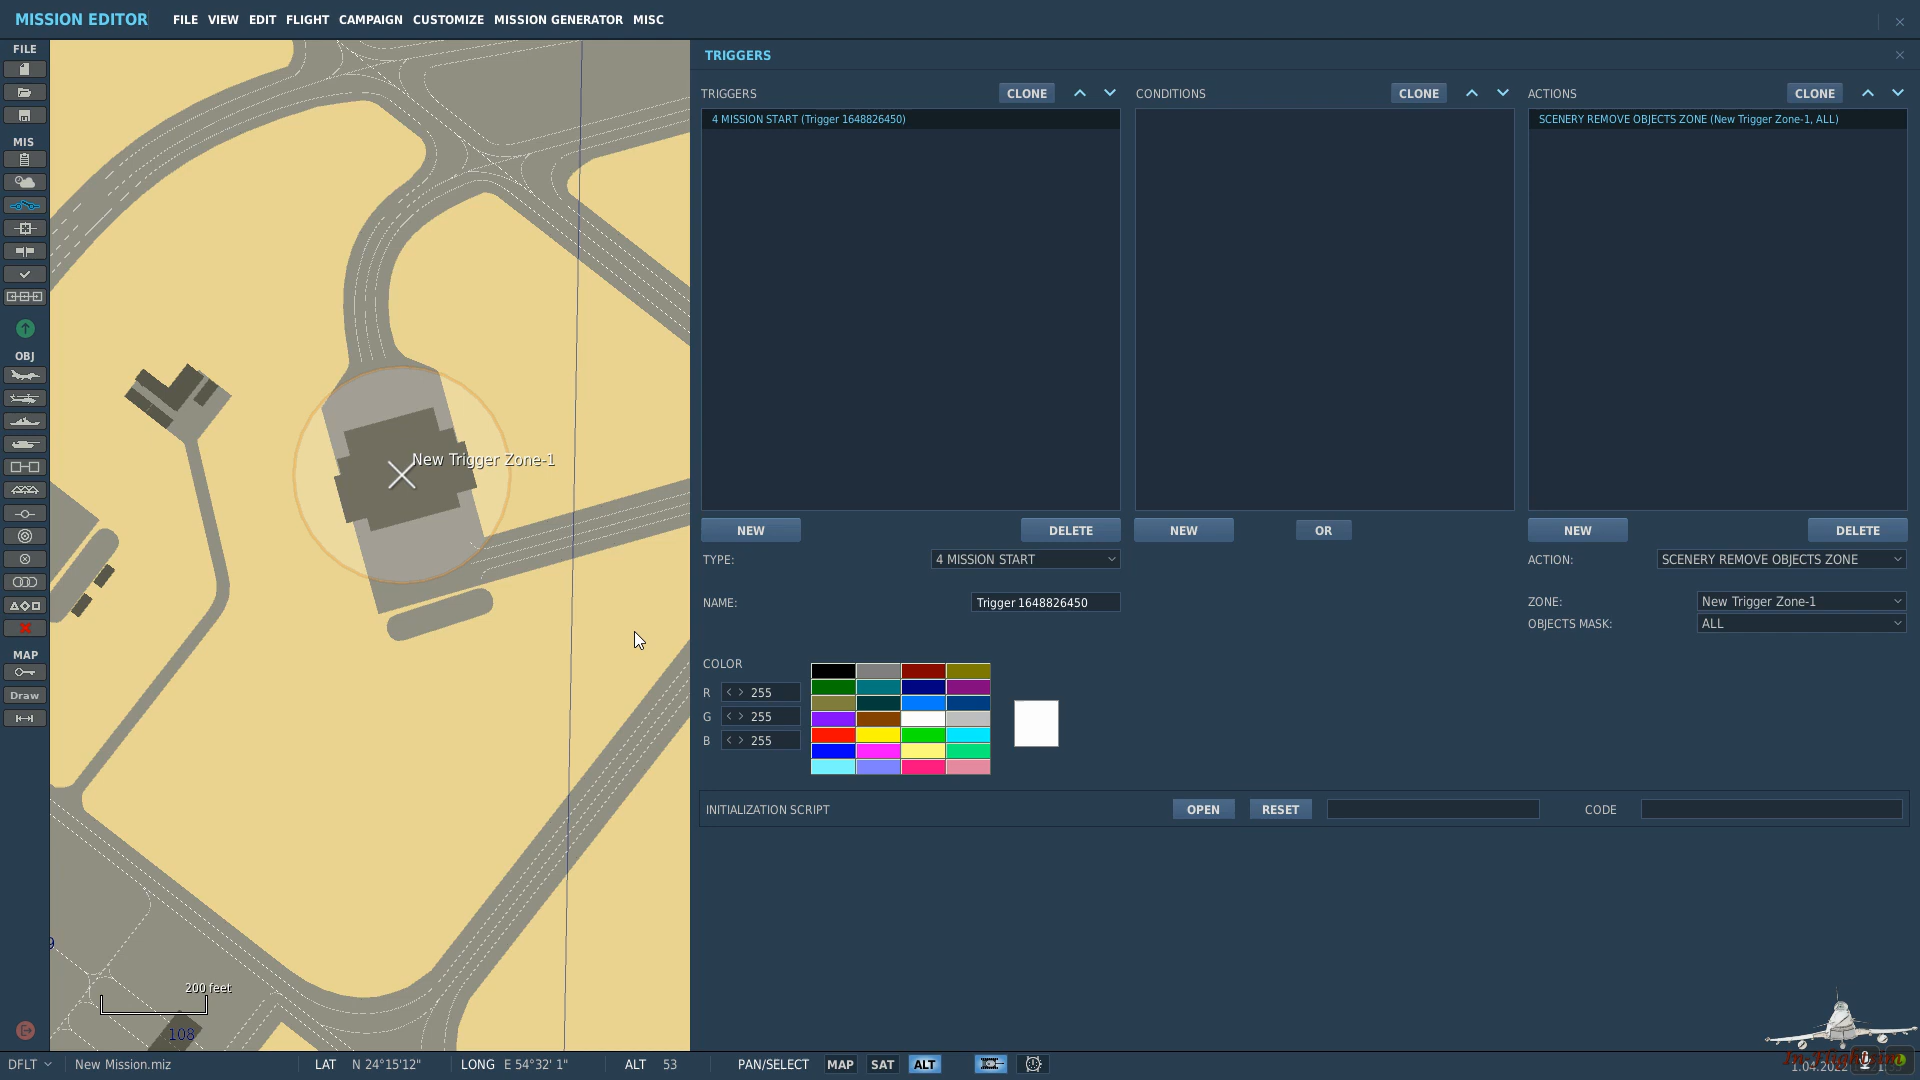 MISSION EDITOR FILE VIEW EDIT FLIGHT CAMPAIGN CUSTOMIZE MISSION GENERATOR MISC
FILE
MIS
OBJ
MAP
Draw
New Trigger Zone-1
200 feet
9
108
TRIGGERS
TRIGGERS CLONE
4 MISSION START (Trigger 1648826450)
NEW DELETE
TYPE: 4 MISSION START
NAME: Trigger 1648826450
COLOR
R < > 255
G < > 255
B < > 255
CONDITIONS CLONE
NEW OR
ACTIONS CLONE
SCENERY REMOVE OBJECTS ZONE (New Trigger Zone-1, ALL)
NEW DELETE
ACTION: SCENERY REMOVE OBJECTS ZONE
ZONE: New Trigger Zone-1
OBJECTS MASK: ALL
INITIALIZATION SCRIPT OPEN RESET CODE
DFLT New Mission.miz LAT N 24°15'12" LONG E 54°32' 1" ALT 53 PAN/SELECT MAP SAT ALT
1.04.2022